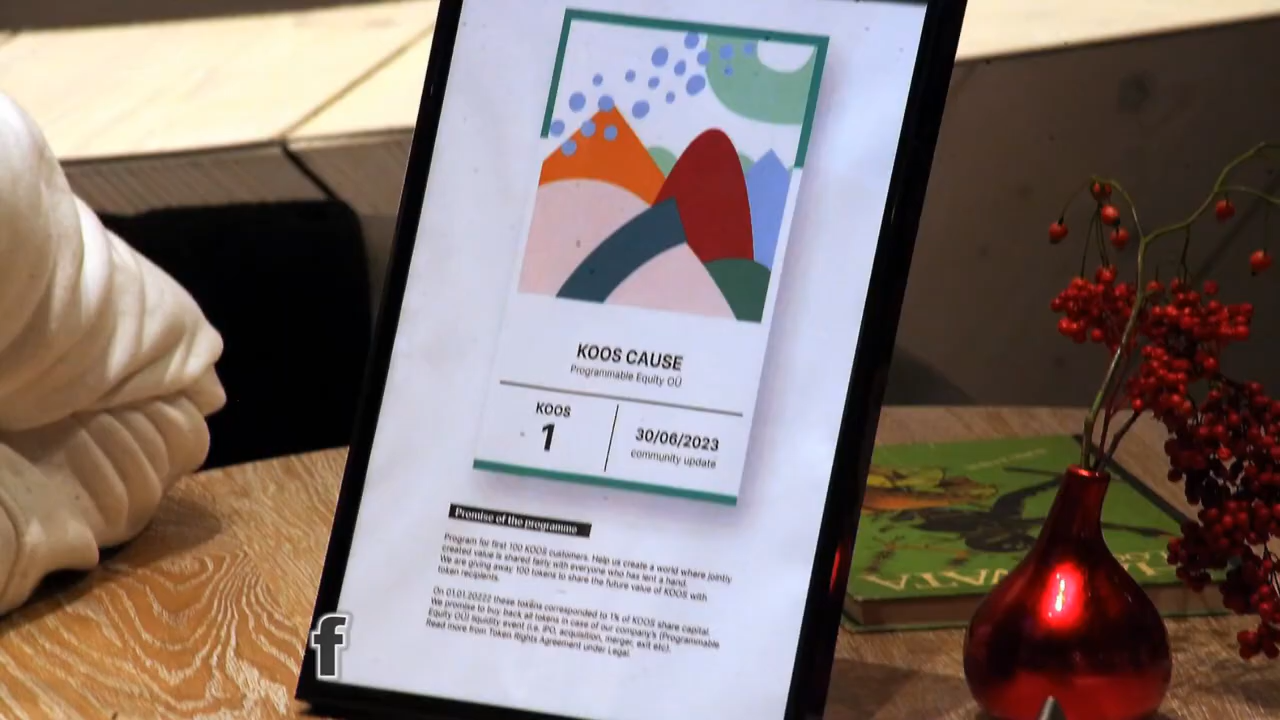 KOOS CAUSE
Programmable Equity OÜ
KOOS
1
30/06/2023
community update
Promise of the programme
Program for first 100 KOOS customers. Help us create a world where jointly
created value is shared fairly with everyone who has lent a hand.
We are giving away 100 tokens to share the future value of KOOS with
token recipients.
On 01.01.20222 these tokens corresponded to 1% of KOOS share capital.
We promise to buy back all tokens in case of our company's (Programmable
Equity OÜ) liquidity event (i.e. IPO, acquisition, merger, exit etc).
Read more from Token Rights Agreement under Legal.
f